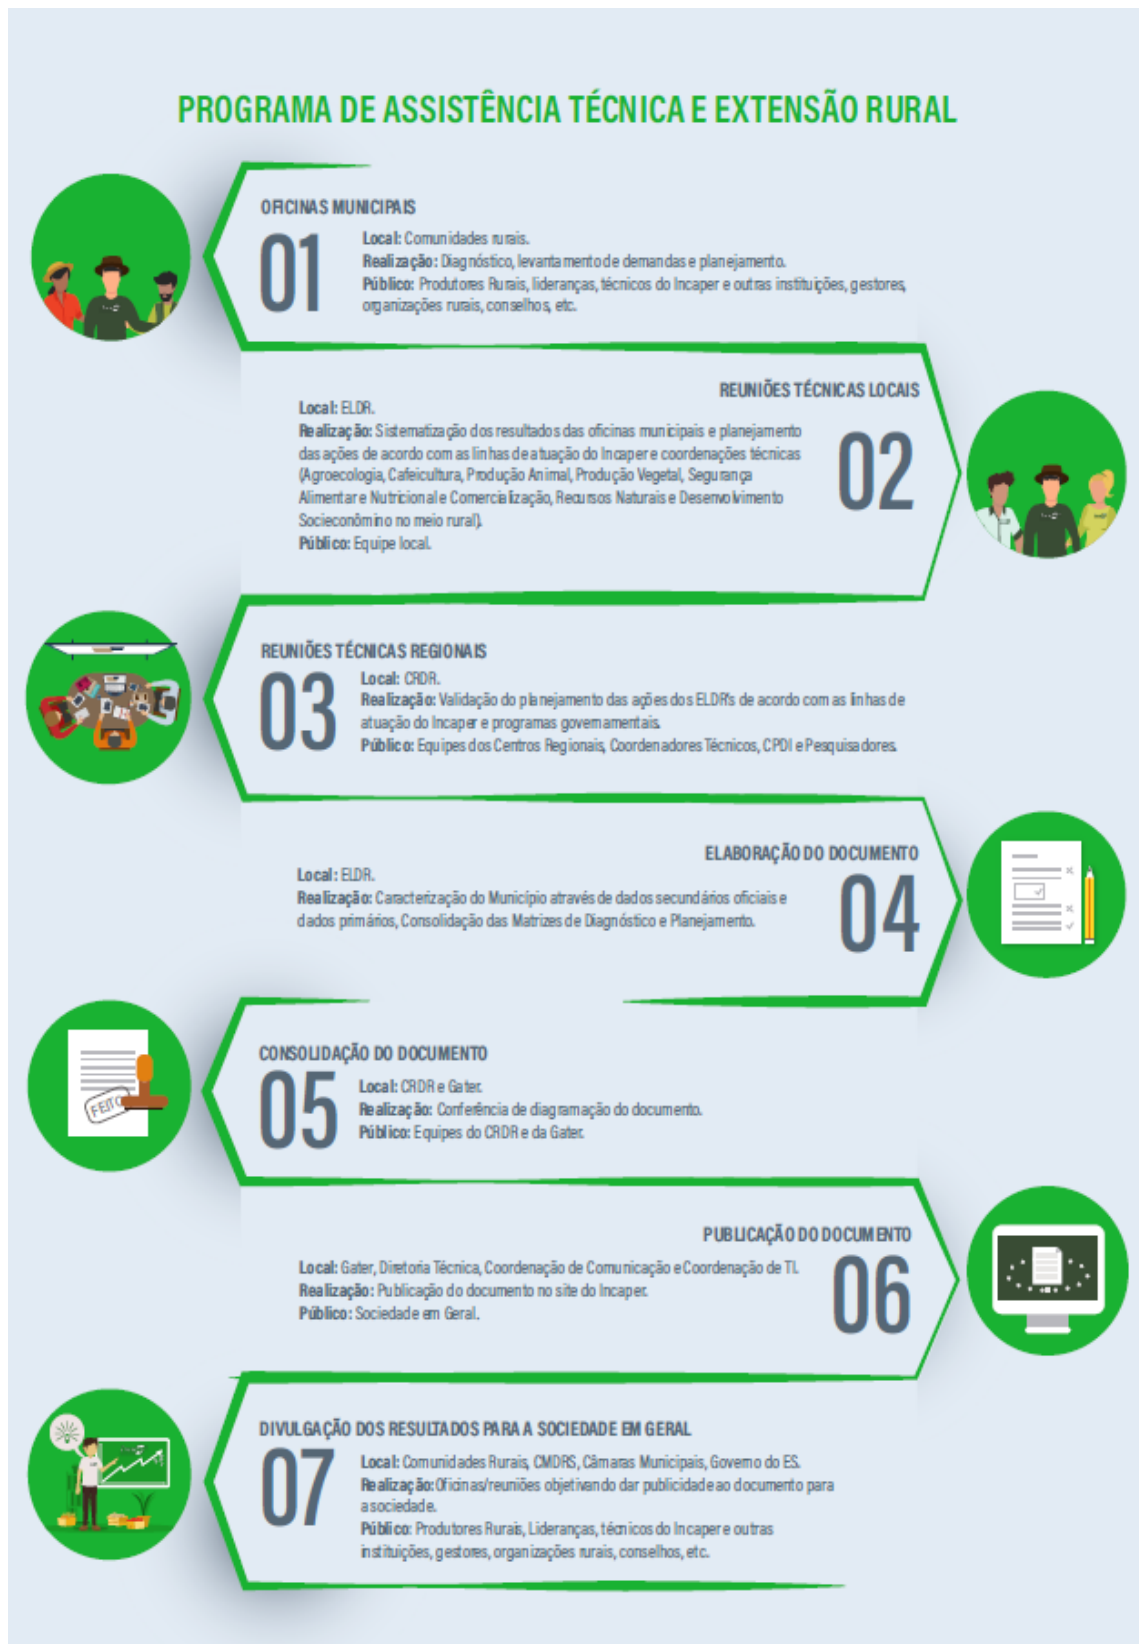 PROGRAMA DE ASSISTÊNCIA TÉCNICA E EXTENSÃO RURAL
OFICINAS MUNICIPAIS
01
Local: Comunidades rurais.
Realização: Diagnóstico, levantamento de demandas e planejamento.
Público: Produtores Rurais, lideranças, técnicos do Incaper e outras instituições, gestores,
organizações rurais, conselhos, etc.
REUNIÕES TÉCNICAS LOCAIS
02
Local: ELDR.
Realização: Sistematização dos resultados das oficinas municipais e planejamento
das ações de acordo com as linhas de atuação do Incaper e coordenações técnicas
(Agroecologia, Cafeicultura, Produção Animal, Produção Vegetal, Segurança
Alimentar e Nutricional e Comercialização, Recursos Naturais e Desenvolvimento
Socieconômino no meio rural).
Público: Equipe local.
REUNIÕES TÉCNICAS REGIONAIS
03
Local: CRDR.
Realização: Validação do planejamento das ações dos ELDR's de acordo com as linhas de
atuação do Incaper e programas governamentais.
Público: Equipes dos Centros Regionais, Coordenadores Técnicos, CPDI e Pesquisadores.
ELABORAÇÃO DO DOCUMENTO
04
Local: ELDR.
Realização: Caracterização do Município através de dados secundários oficiais e
dados primários, Consolidação das Matrizes de Diagnóstico e Planejamento.
FEITO
CONSOLIDAÇÃO DO DOCUMENTO
05
Local: CRDR e Gater.
Realização: Conferência de diagramação do documento.
Público: Equipes do CRDR e da Gater.
PUBLICAÇÃO DO DOCUMENTO
06
Local: Gater, Diretoria Técnica, Coordenação de Comunicação e Coordenação de TI.
Realização: Publicação do documento no site do Incaper.
Público: Sociedade em Geral.
DIVULGAÇÃO DOS RESULTADOS PARA A SOCIEDADE EM GERAL
07
Local: Comunidades Rurais, CMDRS, Câmaras Municipais, Governo do ES.
Realização: Oficinas/reuniões objetivando dar publicidade ao documento para
a sociedade.
Público: Produtores Rurais, Lideranças, técnicos do Incaper e outras
instituições, gestores, organizações rurais, conselhos, etc.